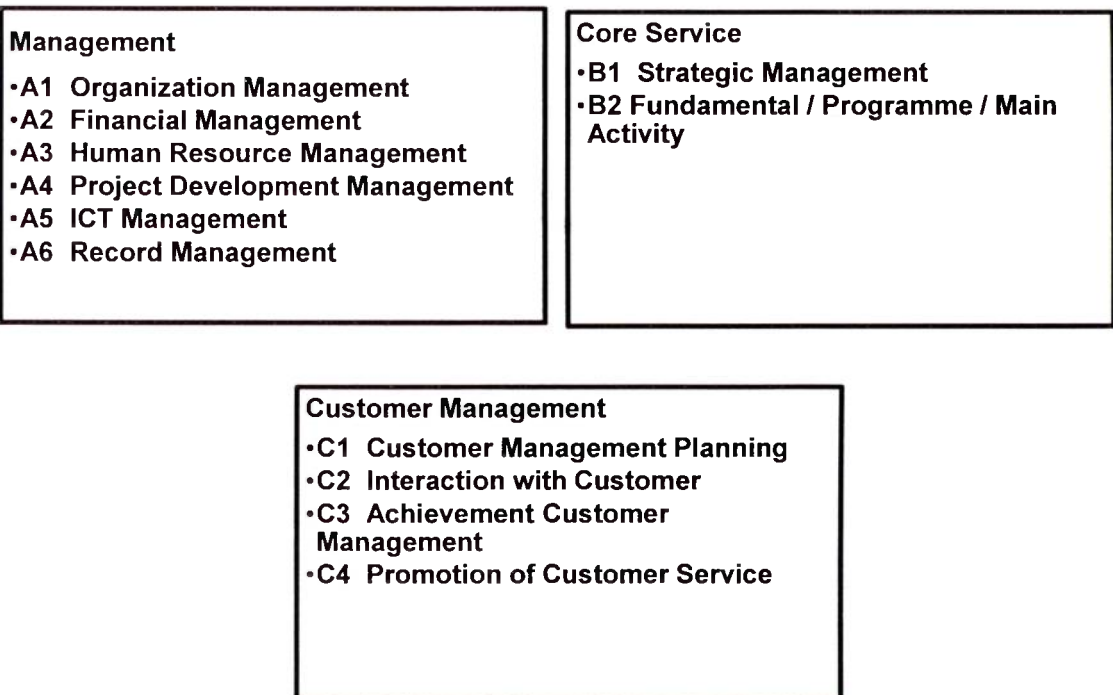 Management
•A1 Organization Management
•A2 Financial Management
•A3 Human Resource Management
•A4 Project Development Management
•A5 ICT Management
•A6 Record Management
Core Service
•B1 Strategic Management
•B2 Fundamental / Programme / Main
Activity
Customer Management
•C1 Customer Management Planning
•C2 Interaction with Customer
•C3 Achievement Customer
Management
•C4 Promotion of Customer Service